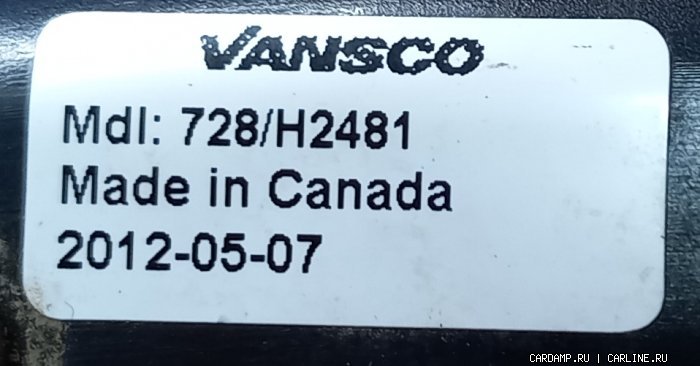 VANSCO
Mdl: 728/H2481
Made in Canada
2012-05-07
CARDAMP.RU | CARLINE.RU